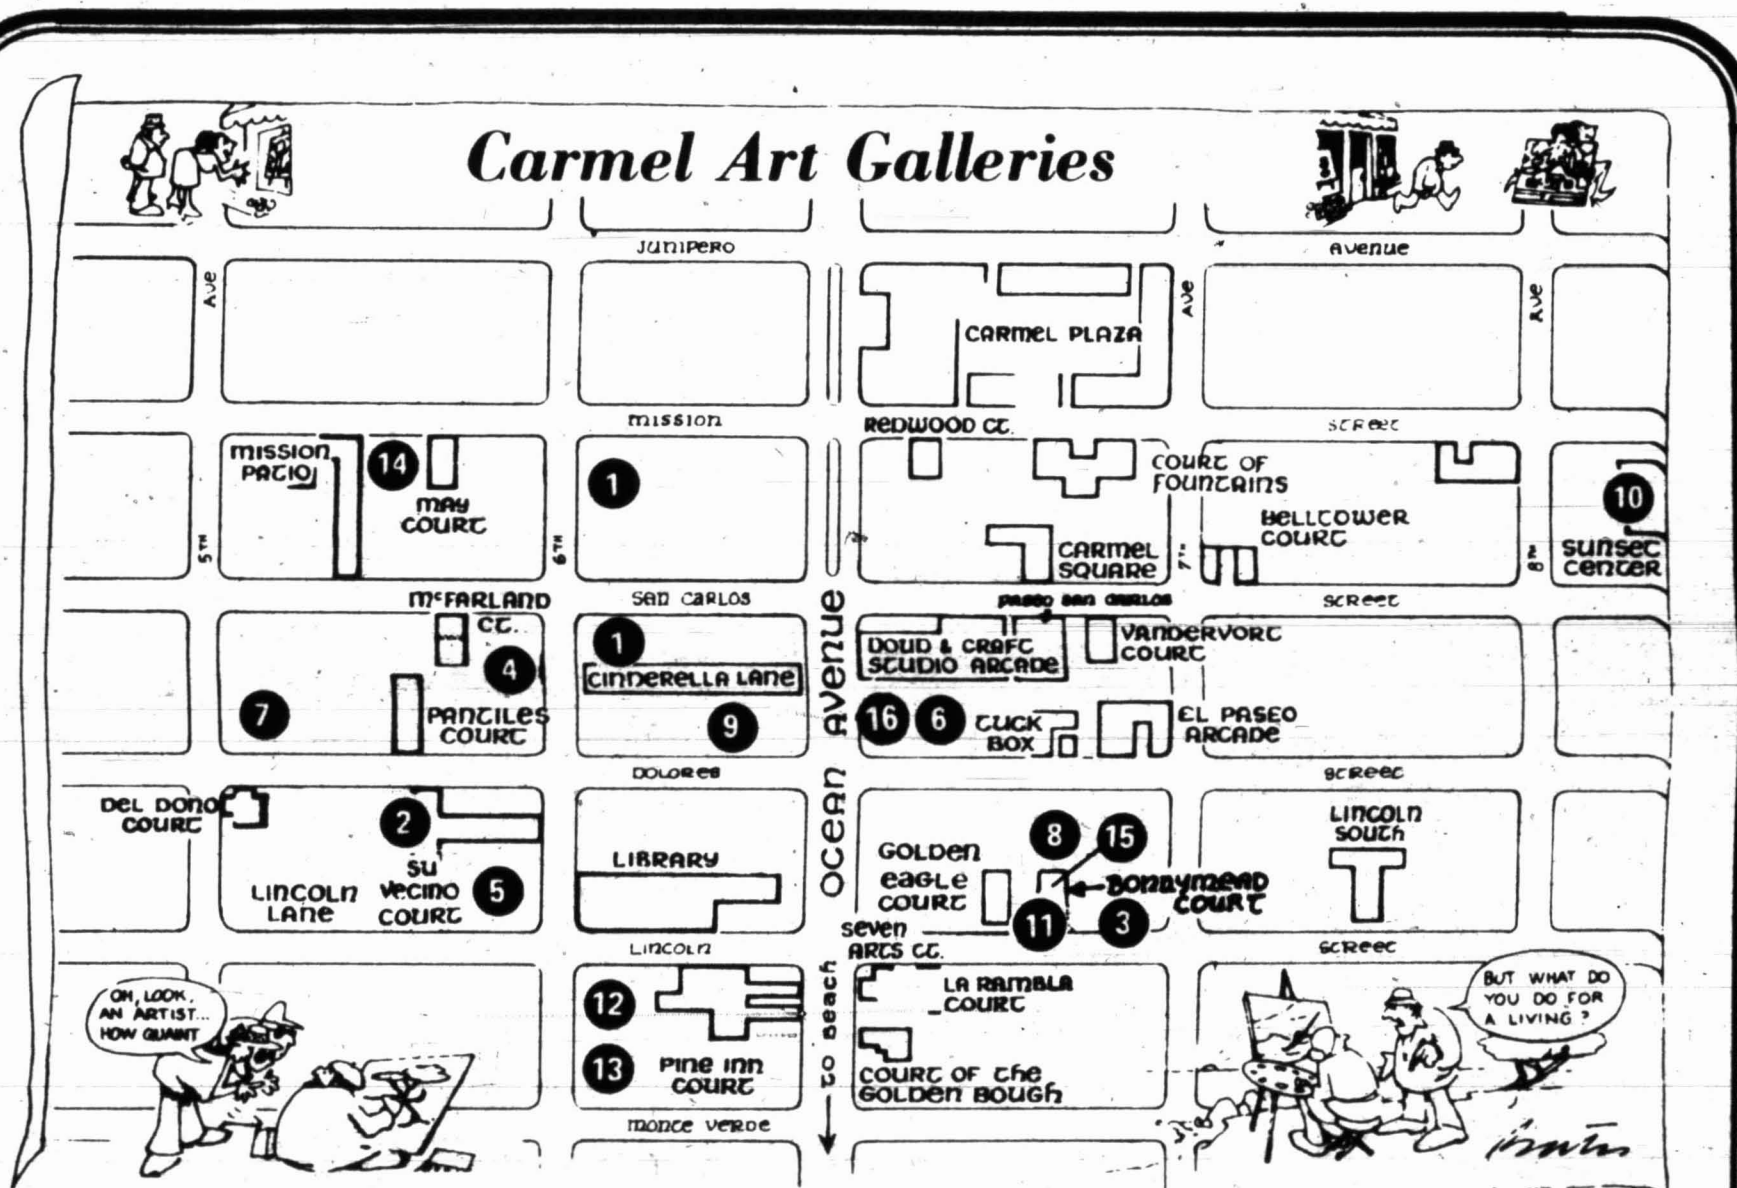 Carmel Art Galleries
JUNIPERO AVENUE
AVE
AVE
AVE
CARMEL PLAZA
MISSION STREET
REDWOOD CT.
MISSION
PATIO
14
MAY
COURT
1
COURT OF
FOUNTAINS
BELLTOWER
COURT
10
SUNSET
CENTER
CARMEL
SQUARE
5TH
6TH
7TH
8TH
McFARLAND
CT.
SAN CARLOS STREET
PASEO SAN CARLOS
1
4
CINDERELLA LANE
DOUD & CRAFT
STUDIO ARCADE
VANDERVORT
COURT
7
PANTILES
COURT
9
OCEAN AVENUE
16
6
TUCK
BOX
EL PASEO
ARCADE
DOLORES STREET
DEL DONO
COURT
2
SU
VECINO
COURT
5
LINCOLN
LANE
LIBRARY
GOLDEN
EAGLE
COURT
8
15
BONNYMEAD
COURT
11
3
LINCOLN
SOUTH
SEVEN
ARTS CT.
LINCOLN STREET
OH, LOOK,
AN ARTIST...
HOW QUAINT
12
13
PINE INN
COURT
TO BEACH
LA RAMBLA
COURT
COURT OF THE
GOLDEN BOUGH
BUT WHAT DO
YOU DO FOR
A LIVING?
MONTE VERDE